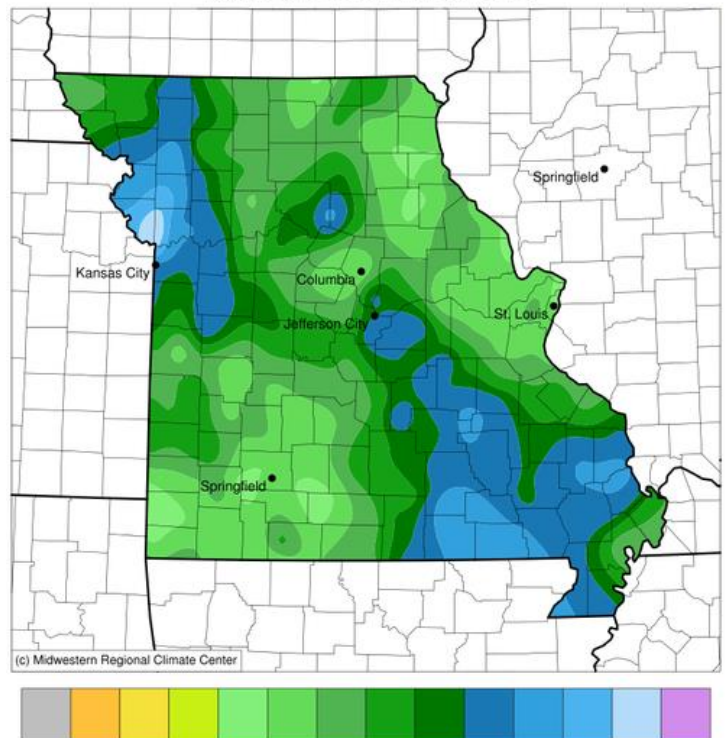 Springfield
Kansas City
Columbia
Jefferson City
St. Louis
Springfield
(c) Midwestern Regional Climate Center